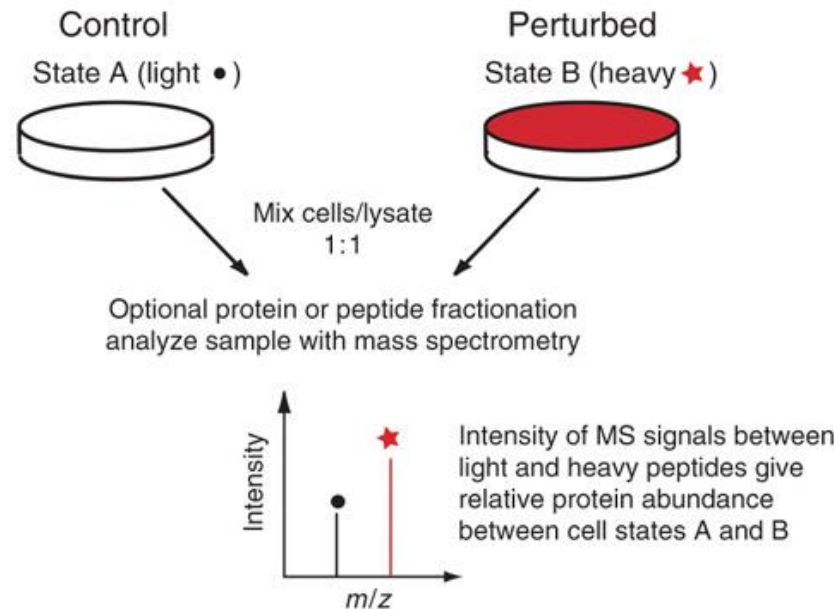 Control
Perturbed
State A (light ●)
State B (heavy ★)
Mix cells/lysate
1:1
Optional protein or peptide fractionation
analyze sample with mass spectrometry
Intensity
Intensity of MS signals between
light and heavy peptides give
relative protein abundance
between cell states A and B
m/z